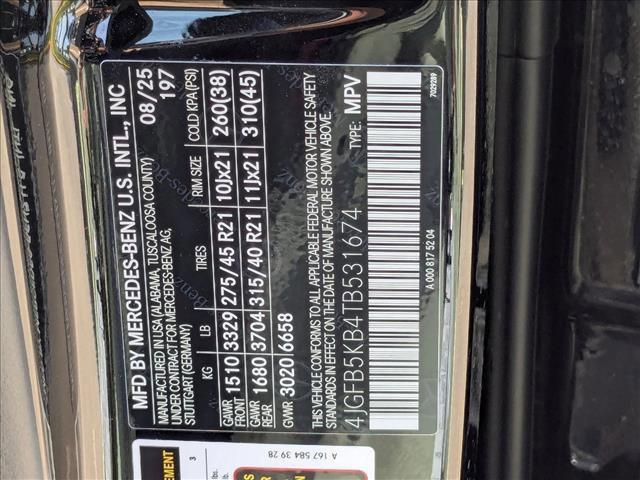 MFD BY MERCEDES-BENZ U.S. INTL., INC
MANUFACTURED IN USA (ALABAMA, TUSCALOOSA COUNTY) 08/25
UNDER CONTRACT FOR MERCEDES-BENZ AG, 197
STUTTGART (GERMANY)
KG LB TIRES RIM SIZE COLD KPA (PSI)
GAWR FRONT 1510 3329 275/45 R21 10Jx21 260(38)
GAWR REAR 1680 3704 315/40 R21 11Jx21 310(45)
GVWR 3020 6658
THIS VEHICLE CONFORMS TO ALL APPLICABLE FEDERAL MOTOR VEHICLE SAFETY
STANDARDS IN EFFECT ON THE DATE OF MANUFACTURE SHOWN ABOVE.
4JGFB5KB4TB531674 TYPE: MPV
A 000 817 52 04
7029289
A 167 584 39 28
3